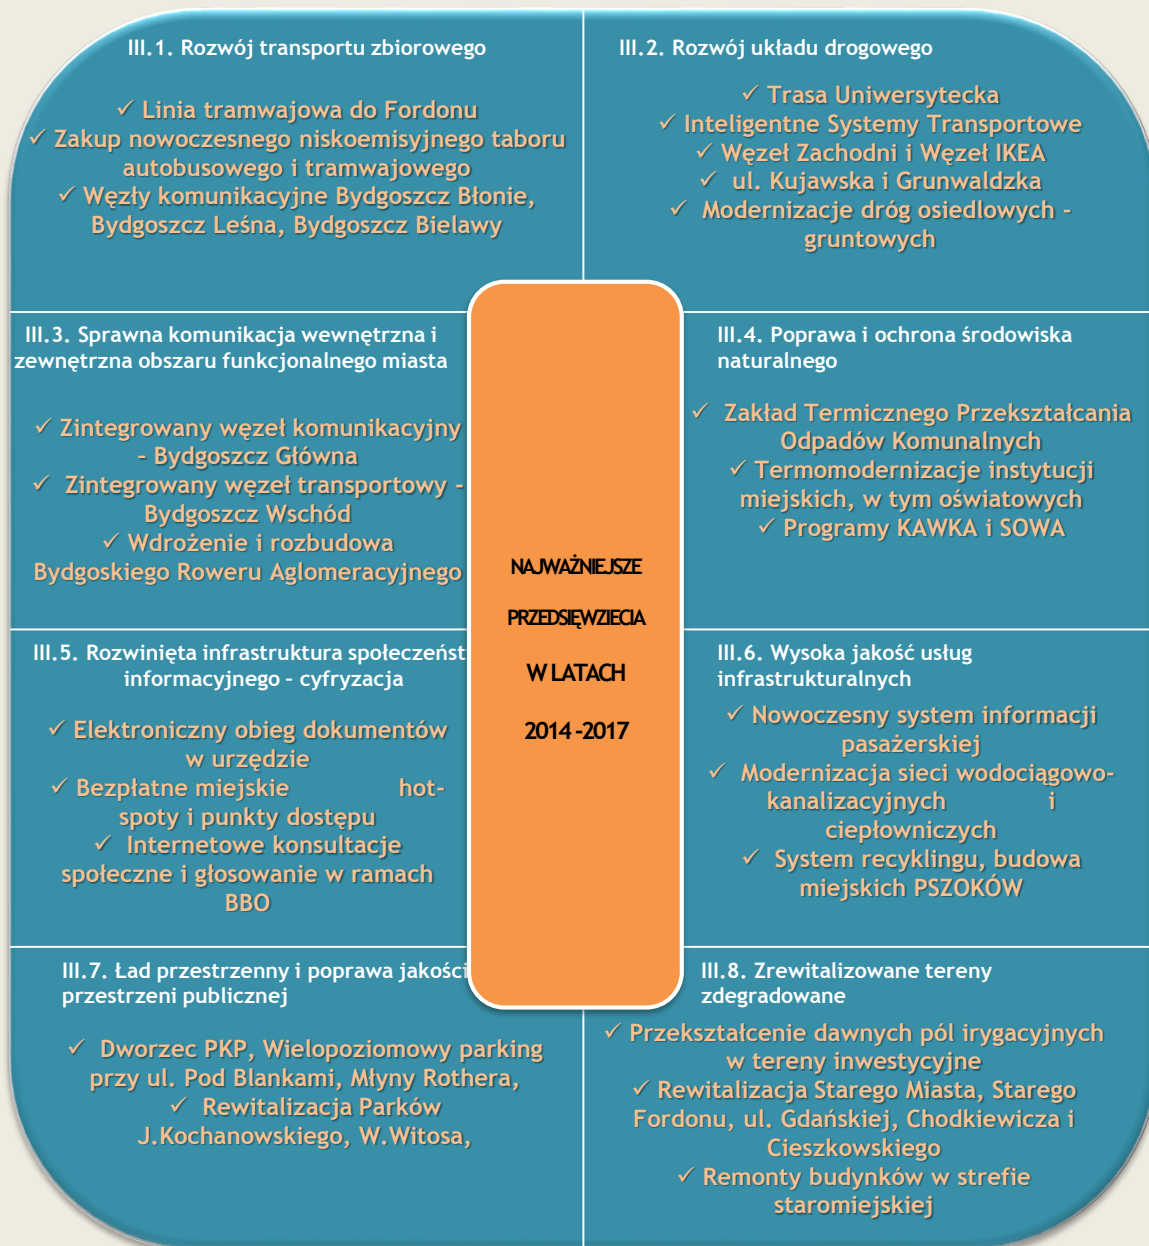 III.1. Rozwój transportu zbiorowego
✓ Linia tramwajowa do Fordonu
✓ Zakup nowoczesnego niskoemisyjnego taboru
autobusowego i tramwajowego
✓ Węzły komunikacyjne Bydgoszcz Błonie,
Bydgoszcz Leśna, Bydgoszcz Bielawy
III.2. Rozwój układu drogowego
✓ Trasa Uniwersytecka
✓ Inteligentne Systemy Transportowe
✓ Węzeł Zachodni i Węzeł IKEA
✓ ul. Kujawska i Grunwaldzka
✓ Modernizacje dróg osiedlowych -
gruntowych
III.3. Sprawna komunikacja wewnętrzna i
zewnętrzna obszaru funkcjonalnego miasta
✓ Zintegrowany węzeł komunikacyjny
– Bydgoszcz Główna
✓ Zintegrowany węzeł transportowy –
Bydgoszcz Wschód
✓ Wdrożenie i rozbudowa
Bydgoskiego Roweru Aglomeracyjnego
III.4. Poprawa i ochrona środowiska
naturalnego
✓ Zakład Termicznego Przekształcania
Odpadów Komunalnych
✓ Termomodernizacje instytucji
miejskich, w tym oświatowych
✓ Programy KAWKA i SOWA
NAJWAŻNIEJSZE
PRZEDSIĘWZIECIA
W LATACH
2014 -2017
III.5. Rozwinięta infrastruktura społeczeńst
informacyjnego – cyfryzacja
✓ Elektroniczny obieg dokumentów
w urzędzie
✓ Bezpłatne miejskie hot-
spoty i punkty dostępu
✓ Internetowe konsultacje
społeczne i głosowanie w ramach
BBO
III.6. Wysoka jakość usług
infrastrukturalnych
✓ Nowoczesny system informacji
pasażerskiej
✓ Modernizacja sieci wodociągowo-
kanalizacyjnych i
ciepłowniczych
✓ System recyklingu, budowa
miejskich PSZOKÓW
III.7. Ład przestrzenny i poprawa jakości
przestrzeni publicznej
✓ Dworzec PKP, Wielopoziomowy parking
przy ul. Pod Blankami, Młyny Rothera,
✓ Rewitalizacja Parków
J.Kochanowskiego, W.Witosa,
III.8. Zrewitalizowane tereny
zdegradowane
✓ Przekształcenie dawnych pól irygacyjnych
w tereny inwestycyjne
✓ Rewitalizacja Starego Miasta, Starego
Fordonu, ul. Gdańskiej, Chodkiewicza i
Cieszkowskiego
✓ Remonty budynków w strefie
staromiejskiej